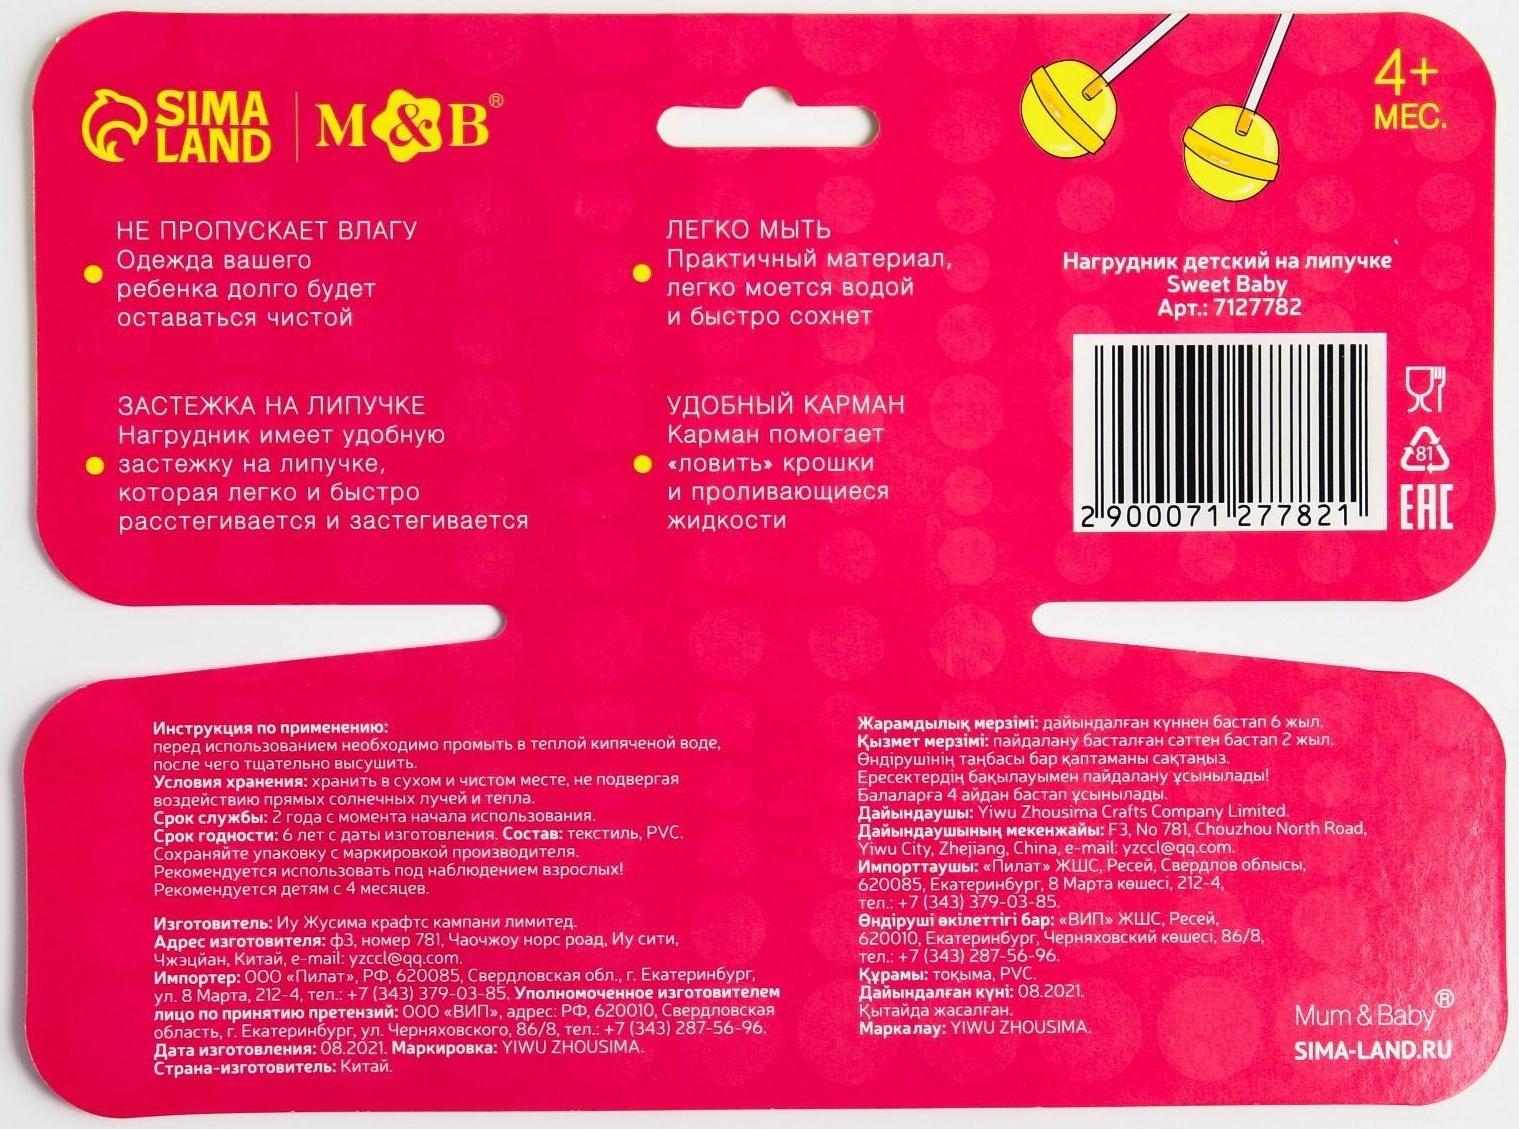 SIMA
LAND
M&B®
4+
МЕС.
НЕ ПРОПУСКАЕТ ВЛАГУ
Одежда вашего
ребенка долго будет
оставаться чистой
ЛЕГКО МЫТЬ
Практичный материал,
легко моется водой
и быстро сохнет
ЗАСТЕЖКА НА ЛИПУЧКЕ
Нагрудник имеет удобную
застежку на липучке,
которая легко и быстро
расстегивается и застегивается
УДОБНЫЙ КАРМАН
Карман помогает
«ловить» крошки
и проливающиеся
жидкости
Нагрудник детский на липучке
Sweet Baby
Арт.: 7127782
2 900071 277821
81
EAC
Инструкция по применению:
перед использованием необходимо промыть в теплой кипяченой воде,
после чего тщательно высушить.
Условия хранения: хранить в сухом и чистом месте, не подвергая
воздействию прямых солнечных лучей и тепла.
Срок службы: 2 года с момента начала использования.
Срок годности: 6 лет с даты изготовления. Состав: текстиль, PVC.
Сохраняйте упаковку с маркировкой производителя.
Рекомендуется использовать под наблюдением взрослых!
Рекомендуется детям с 4 месяцев.
Изготовитель: Иу Жусима крафтс кампани лимитед.
Адрес изготовителя: ф3, номер 781, Чаочжоу норс роад, Иу сити,
Чжэцйан, Китай, e-mail: yzccl@qq.com.
Импортер: ООО «Пилат», РФ, 620085, Свердловская обл., г. Екатеринбург,
ул. 8 Марта, 212-4, тел.: +7 (343) 379-03-85. Уполномоченное изготовителем
лицо по принятию претензий: ООО «ВИП», адрес: РФ, 620010, Свердловская
область, г. Екатеринбург, ул. Черняховского, 86/8, тел.: +7 (343) 287-56-96.
Дата изготовления: 08.2021. Маркировка: YIWU ZHOUSIMA.
Страна-изготовитель: Китай.
Жарамдылық мерзімі: дайындалған күннен бастап 6 жыл.
Қызмет мерзімі: пайдалану басталған сәттен бастап 2 жыл.
Өндірушінің таңбасы бар қаптаманы сақтаңыз.
Ересектердің бақылауымен пайдалану ұсынылады!
Балаларға 4 айдан бастап ұсынылады.
Дайындаушы: Yiwu Zhousima Crafts Company Limited.
Дайындаушының мекенжайы: F3, No 781, Chouzhou North Road,
Yiwu City, Zhejiang, China, e-mail: yzccl@qq.com.
Импорттаушы: «Пилат» ЖШС, Ресей, Свердлов облысы,
620085, Екатеринбург, 8 Марта көшесі, 212-4,
тел.: +7 (343) 379-03-85.
Өндіруші өкілеттігі бар: «ВИП» ЖШС, Ресей,
620010, Екатеринбург, Черняховский көшесі, 86/8,
тел.: +7 (343) 287-56-96.
Құрамы: тоқыма, PVC.
Дайындалған күні: 08.2021.
Қытайда жасалған.
Маркалау: YIWU ZHOUSIMA.
Mum & Baby®
SIMA-LAND.RU